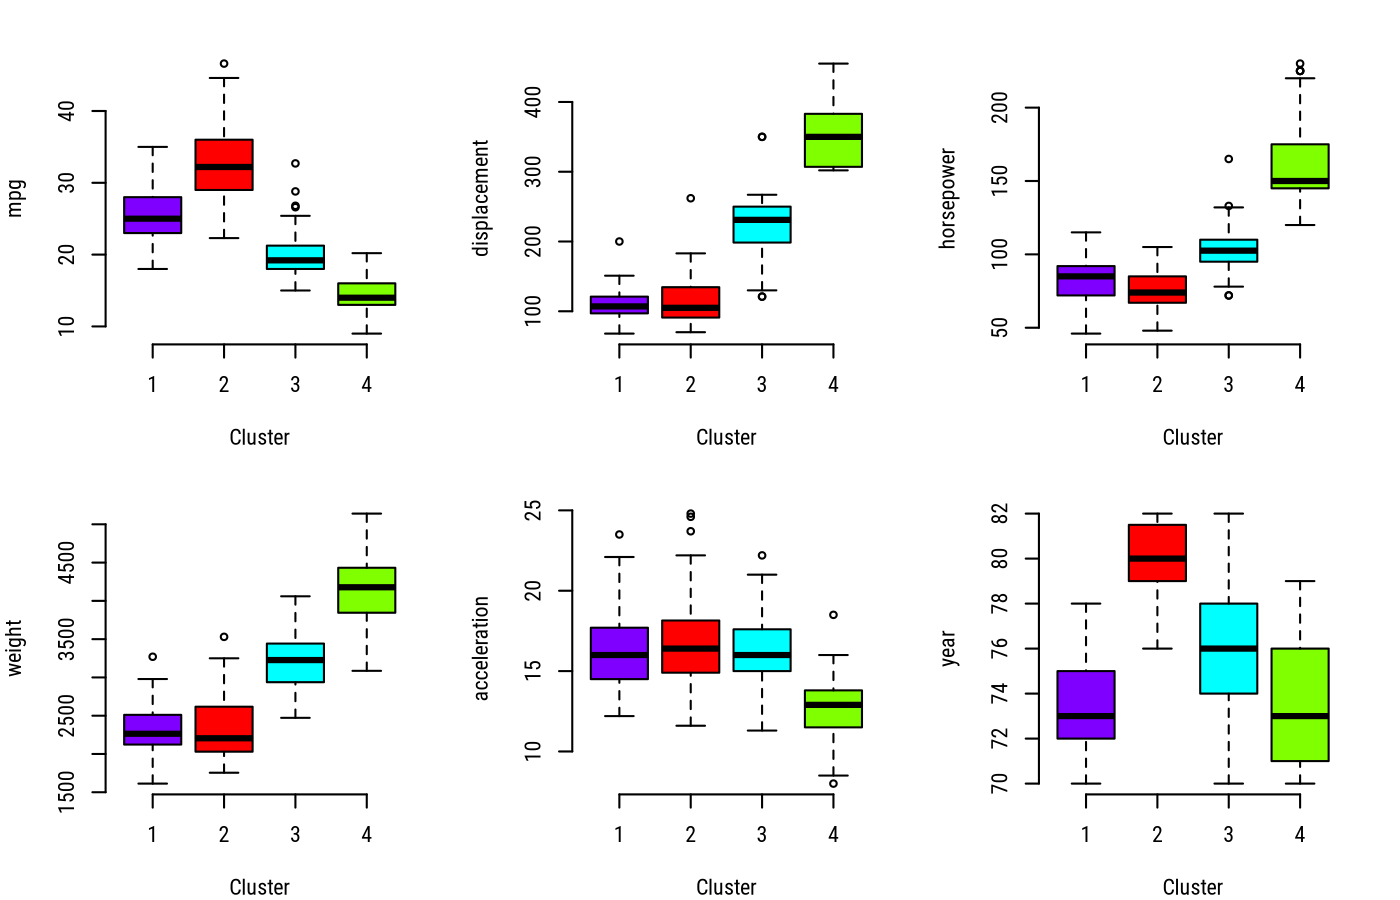 mpg
40
30
20
10
1 2 3 4
Cluster
displacement
400
300
200
100
1 2 3 4
Cluster
horsepower
200
150
100
50
1 2 3 4
Cluster
weight
4500
3500
2500
1500
1 2 3 4
Cluster
acceleration
25
20
15
10
1 2 3 4
Cluster
year
82
80
78
76
74
72
70
1 2 3 4
Cluster